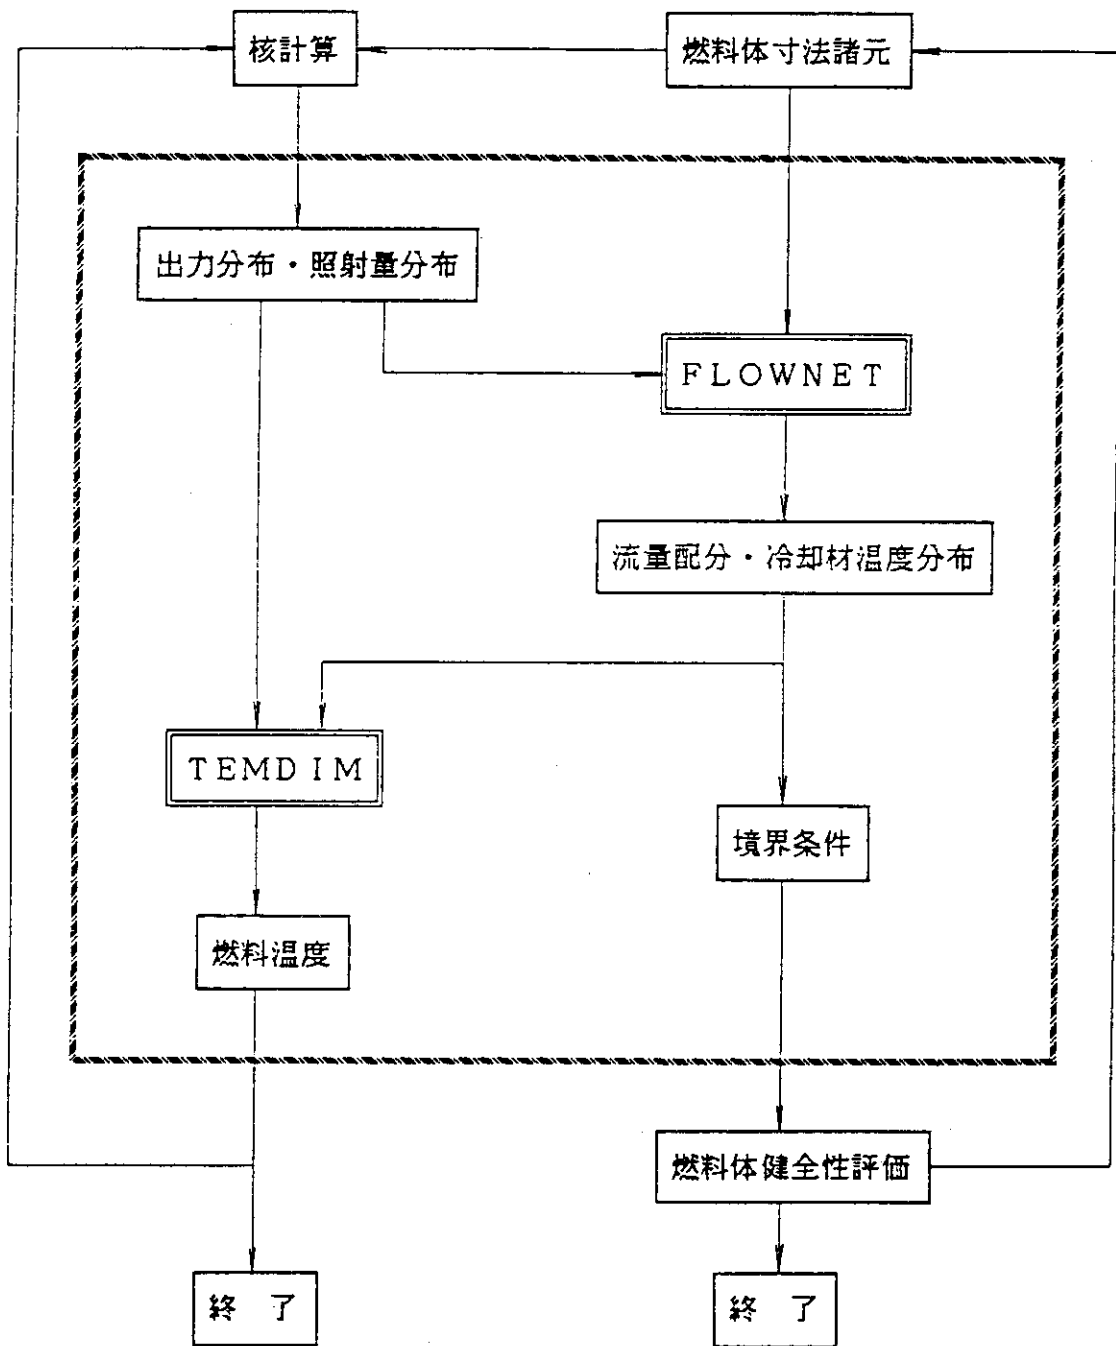 核計算
燃料体寸法諸元
出力分布・照射量分布
FLOWNET
流量配分・冷却材温度分布
TEMDIM
境界条件
燃料温度
燃料体健全性評価
終 了
終 了